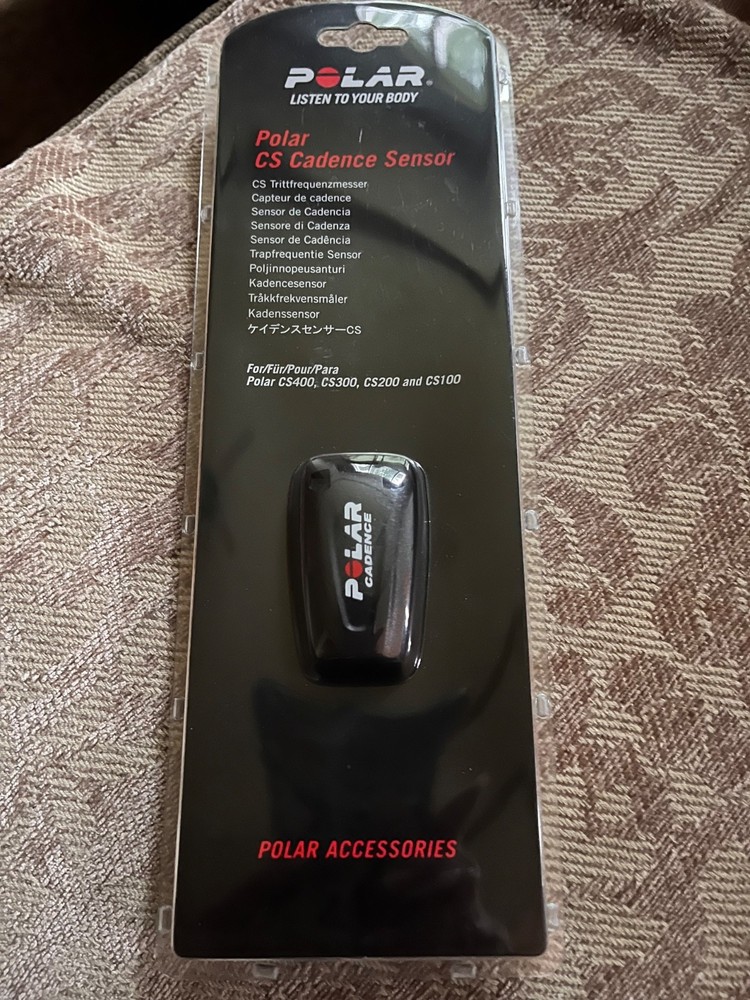 POLAR®
LISTEN TO YOUR BODY
Polar
CS Cadence Sensor
CS Trittfrequenzmesser
Capteur de cadence
Sensor de Cadencia
Sensore di Cadenza
Sensor de Cadência
Trapfrequentie Sensor
Poljinnopeusanturi
Kadencesensor
Tråkkfrekvensmåler
Kadenssensor
ケイデンスセンサーCS
For/Für/Pour/Para
Polar CS400, CS300, CS200 and CS100
POLAR
CADENCE
POLAR ACCESSORIES